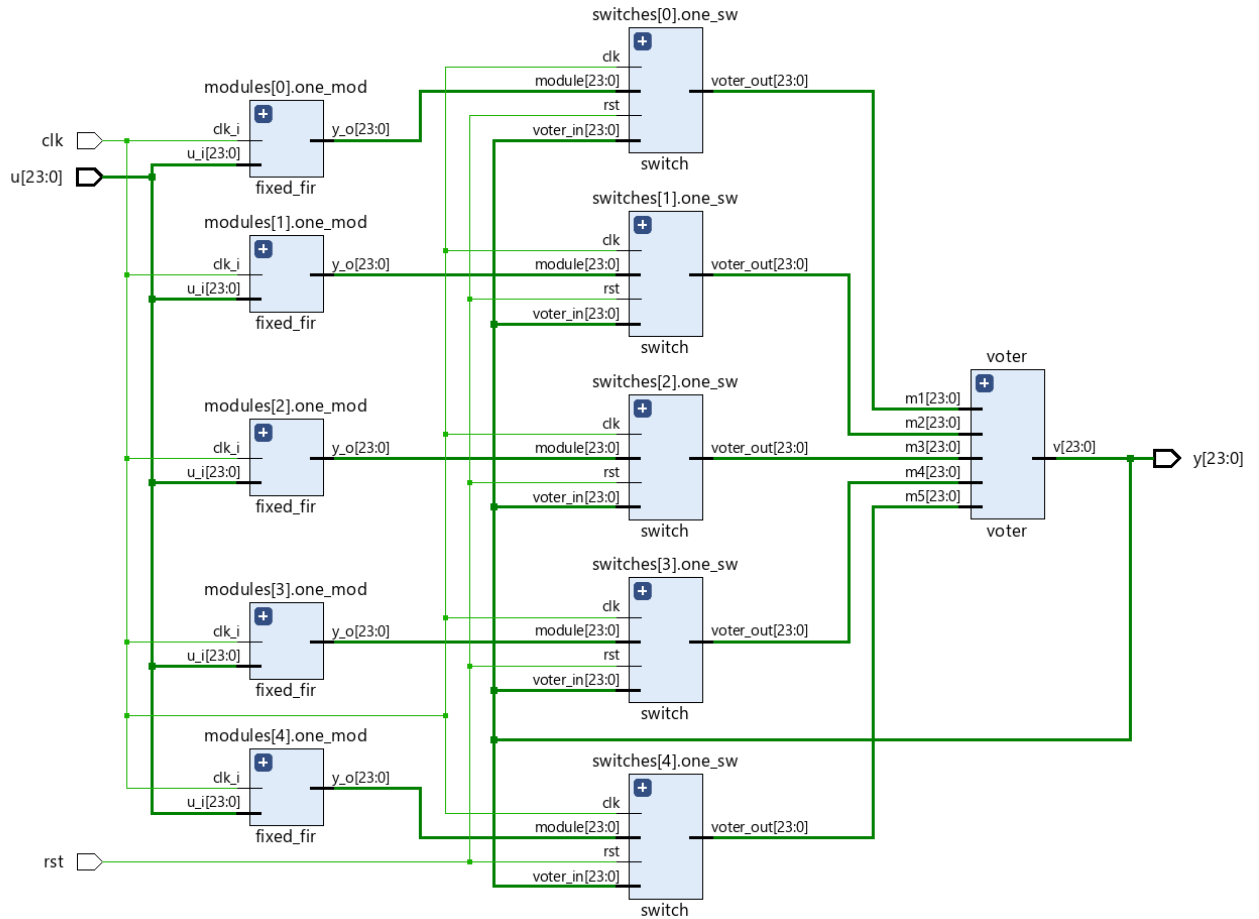 switches[0].one_sw
clk
module[23:0]
rst
voter_in[23:0]
voter_out[23:0]
switch
modules[0].one_mod
clk_i
u_i[23:0]
y_o[23:0]
fixed_fir
clk
u[23:0]
switches[1].one_sw
clk
module[23:0]
rst
voter_in[23:0]
voter_out[23:0]
switch
modules[1].one_mod
clk_i
u_i[23:0]
y_o[23:0]
fixed_fir
switches[2].one_sw
clk
module[23:0]
rst
voter_in[23:0]
voter_out[23:0]
switch
modules[2].one_mod
clk_i
u_i[23:0]
y_o[23:0]
fixed_fir
voter
m1[23:0]
m2[23:0]
m3[23:0]
m4[23:0]
m5[23:0]
v[23:0]
voter
y[23:0]
switches[3].one_sw
clk
module[23:0]
rst
voter_in[23:0]
voter_out[23:0]
switch
modules[3].one_mod
clk_i
u_i[23:0]
y_o[23:0]
fixed_fir
modules[4].one_mod
clk_i
u_i[23:0]
y_o[23:0]
fixed_fir
switches[4].one_sw
clk
module[23:0]
rst
voter_in[23:0]
voter_out[23:0]
switch
rst